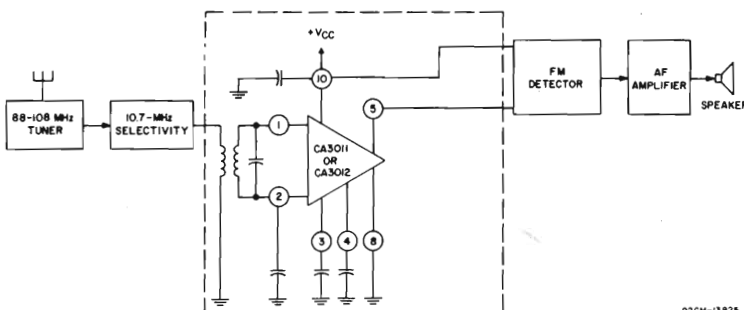 +VCC
10
5
FM
DETECTOR
AF
AMPLIFIER
SPEAKER
88-108 MHz
TUNER
10.7-MHz
SELECTIVITY
1
2
CA3011
OR
CA3012
3
4
8